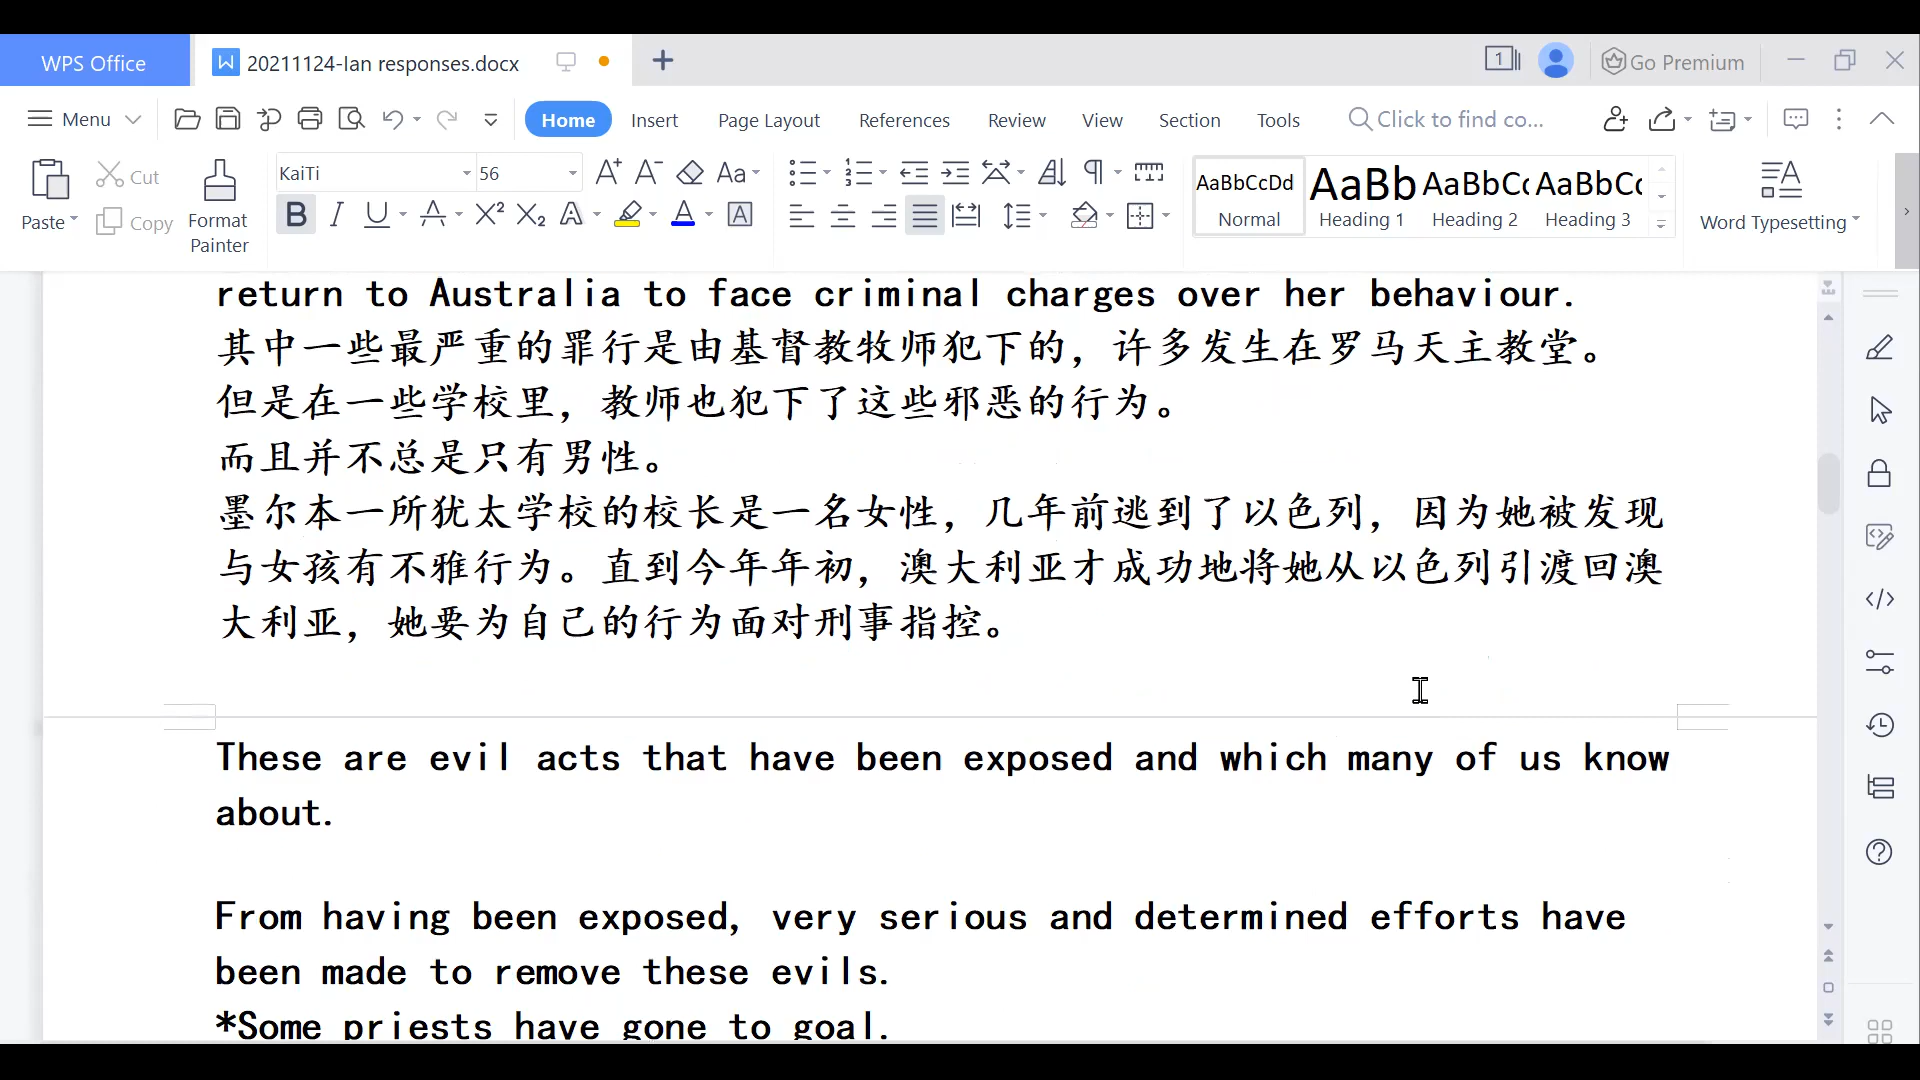 WPS Office
20211124-Ian responses.docx
1
Go Premium
Menu
Home
Insert
Page Layout
References
Review
View
Section
Tools
Click to find co...
Paste
Cut
Copy
Format
Painter
KaiTi
56
AaBbCcDd
Normal
AaBb
Heading 1
AaBbCc
Heading 2
AaBbCc
Heading 3
Word Typesetting
return to Australia to face criminal charges over her behaviour.
其中一些最严重的罪行是由基督教牧师犯下的，许多发生在罗马天主教堂。
但是在一些学校里，教师也犯下了这些邪恶的行为。
而且并不总是只有男性。
墨尔本一所犹太学校的校长是一名女性，几年前逃到了以色列，因为她被发现
与女孩有不雅行为。直到今年年初，澳大利亚才成功地将她从以色列引渡回澳
大利亚，她要为自己的行为面对刑事指控。
These are evil acts that have been exposed and which many of us know
about.
From having been exposed, very serious and determined efforts have
been made to remove these evils.
*Some priests have gone to goal.